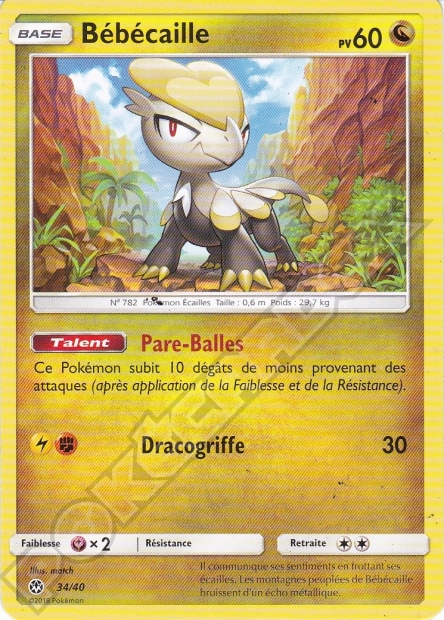 BASE Bébécaille PV60
N° 782 Pokémon Écailles Taille : 0,6 m Poids : 29,7 kg
Talent Pare-Balles
Ce Pokémon subit 10 dégâts de moins provenant des
attaques (après application de la Faiblesse et de la Résistance).
Dracogriffe 30
Faiblesse × 2 Résistance Retraite
Illus. match
34/40
©2018 Pokémon
Il communique ses sentiments en frottant ses
écailles. Les montagnes peuplées de Bébécaille
bruissent d'un écho métallique.